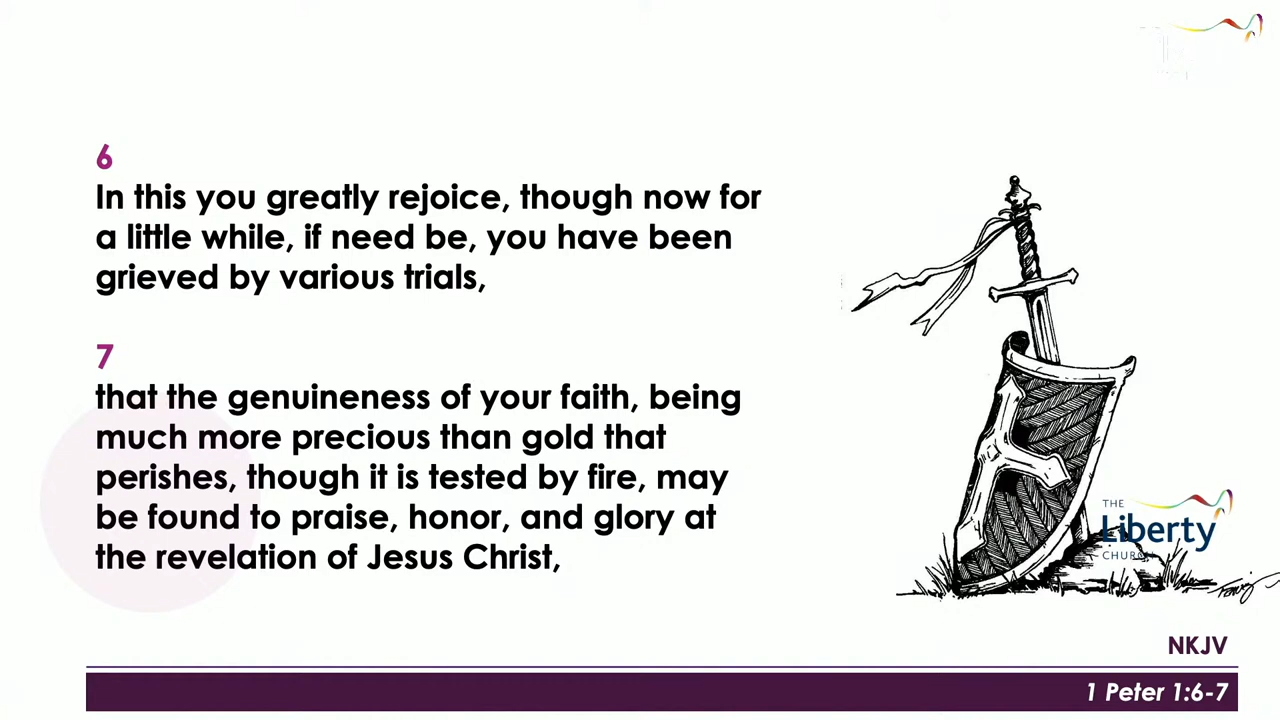 6
In this you greatly rejoice, though now for
a little while, if need be, you have been
grieved by various trials,
7
that the genuineness of your faith, being
much more precious than gold that
perishes, though it is tested by fire, may
be found to praise, honor, and glory at
the revelation of Jesus Christ,
THE
Liberty
CHURCH
NKJV
1 Peter 1:6-7